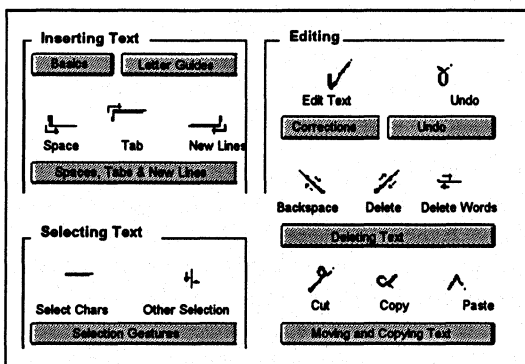 Inserting Text
Basics
Letter Guides
Space
Tab
New Lines
Spaces, Tabs & New Lines
Selecting Text
Select Chars
Other Selection
Selection Gestures
Editing
Edit Text
Undo
Corrections
Undo
Backspace
Delete
Delete Words
Deleting Text
Cut
Copy
Paste
Moving and Copying Text